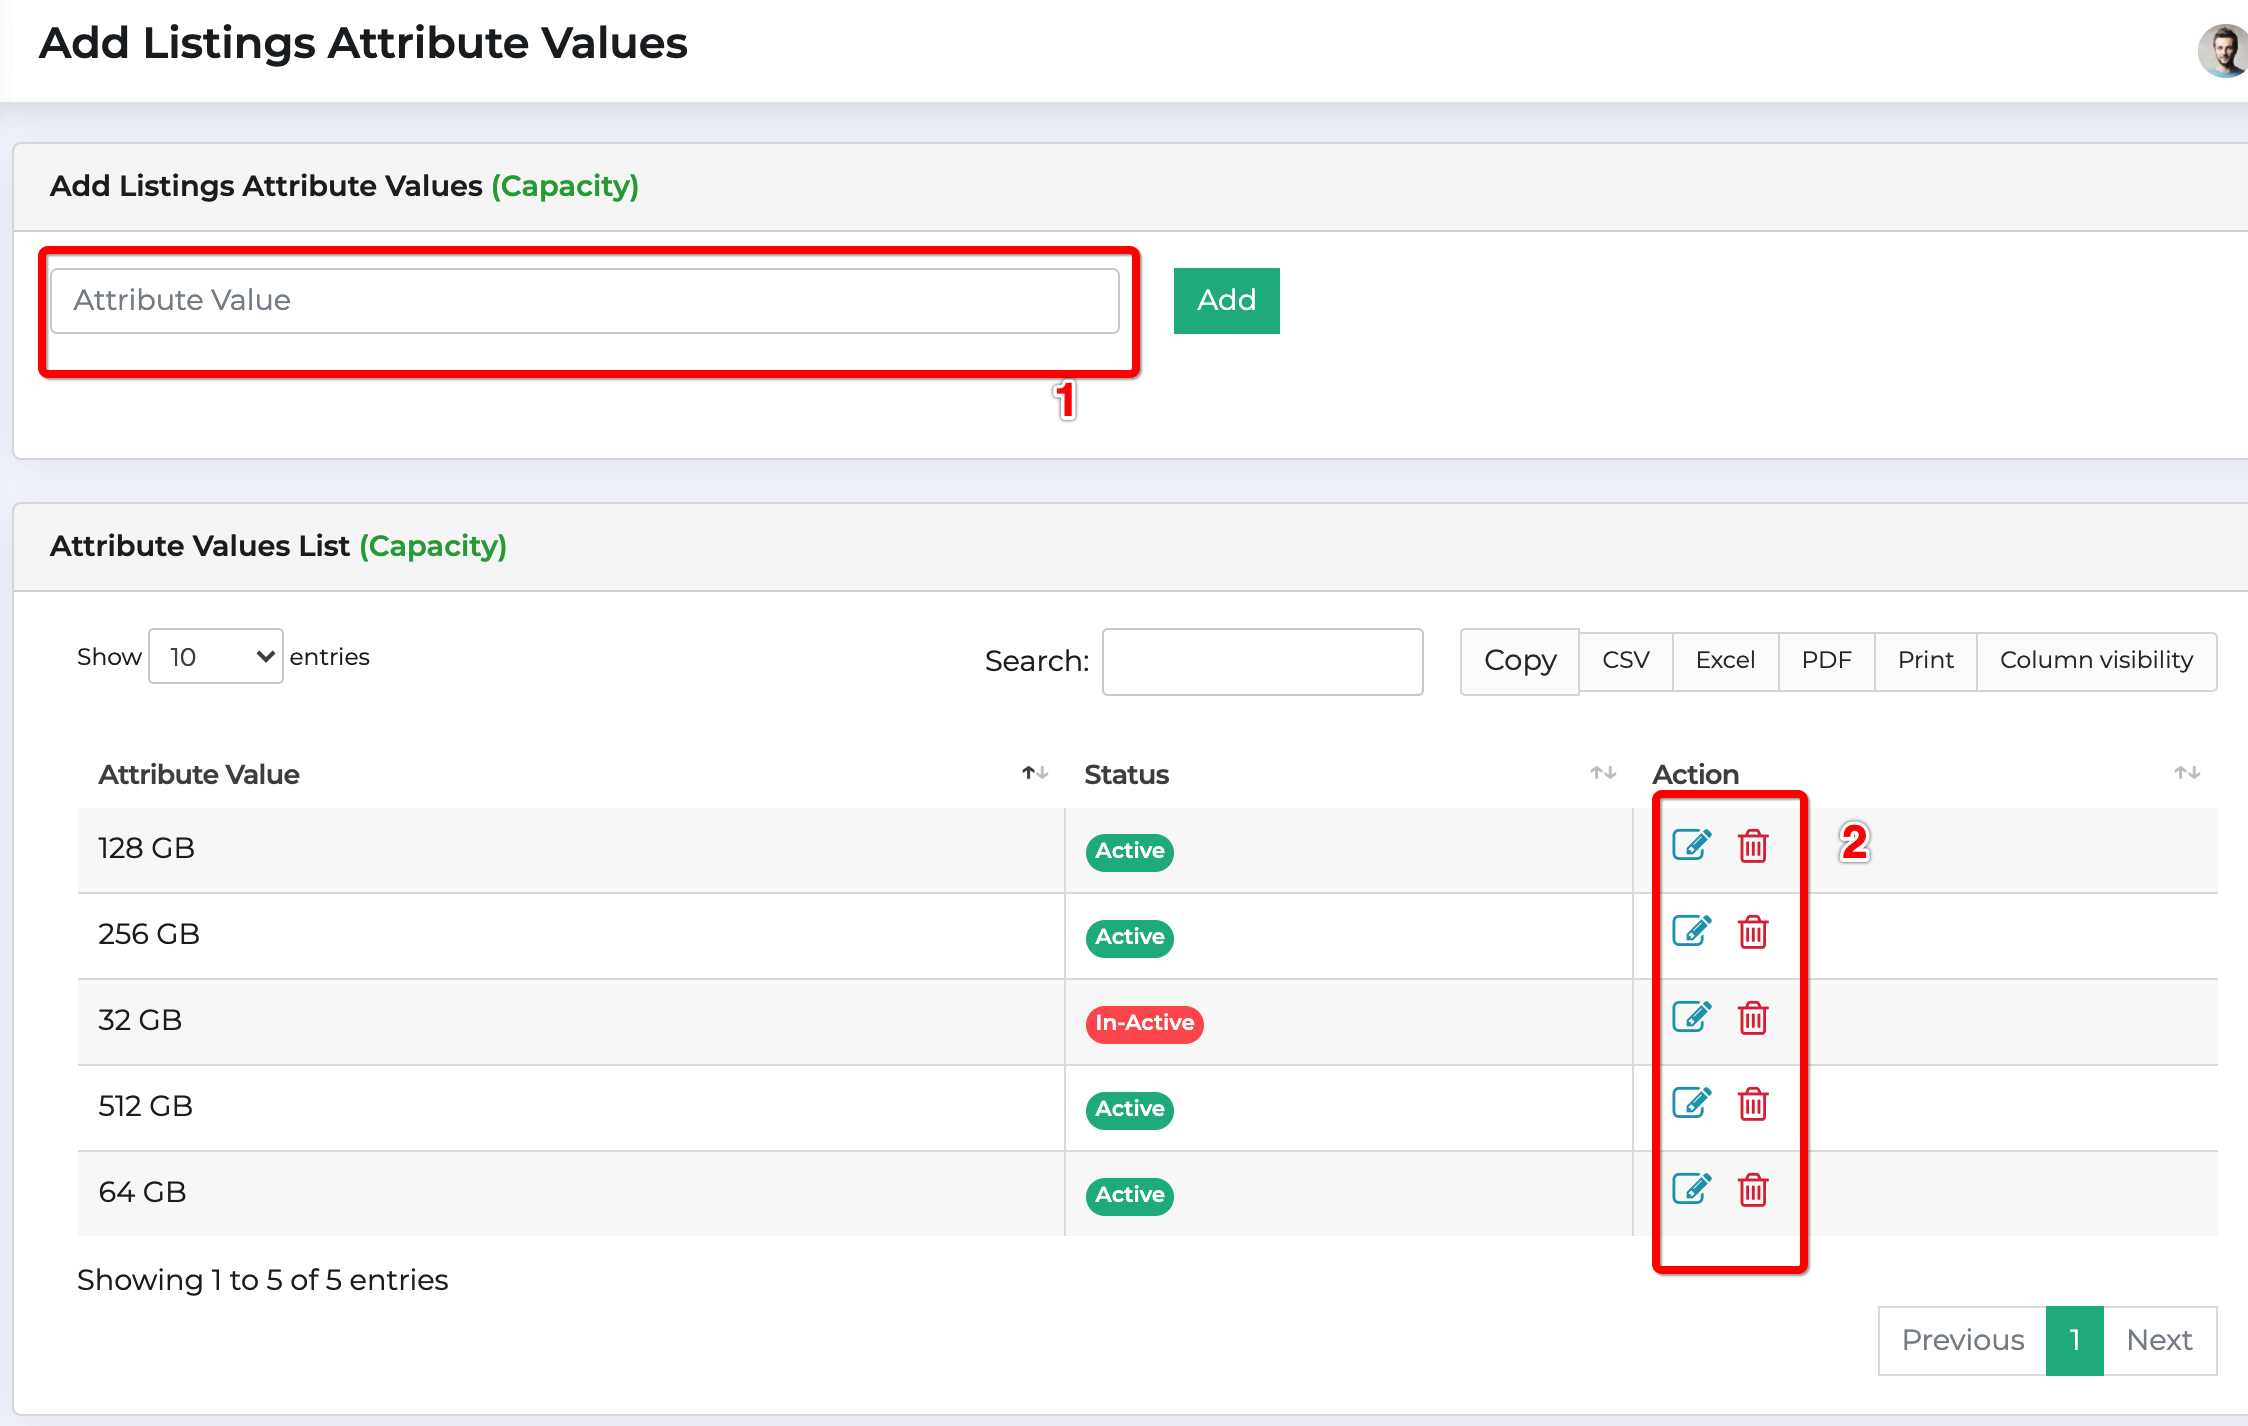 Add Listings Attribute Values
Add Listings Attribute Values (Capacity)
Attribute Value
Add
1
Attribute Values List (Capacity)
Show 10 entries
Search:
Copy CSV Excel PDF Print Column visibility
Attribute Value Status Action
128 GB Active 2
256 GB Active
32 GB In-Active
512 GB Active
64 GB Active
Showing 1 to 5 of 5 entries
Previous 1 Next